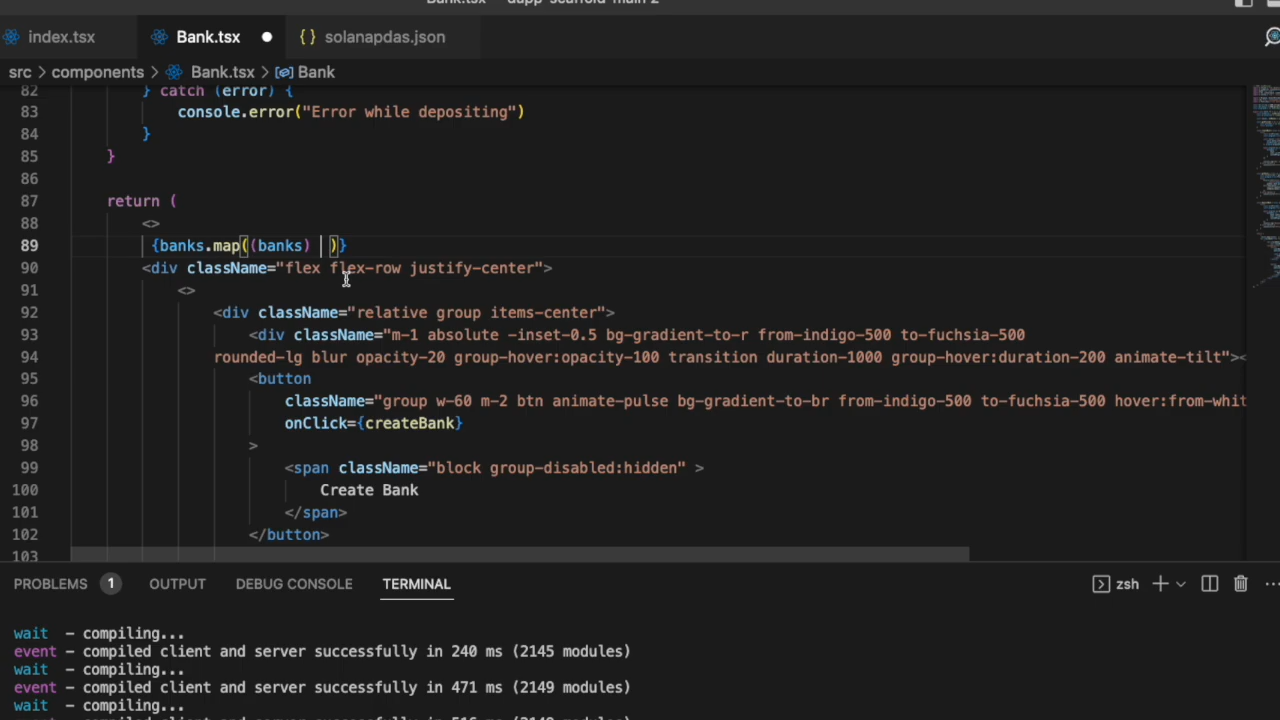 Bank.tsx — dapp-scaffold-main 2
index.tsx Bank.tsx {} solanapdas.json
src > components > Bank.tsx > Bank
82 } catch (error) {
83 console.error("Error while depositing")
84 }
85 }
86
87 return (
88 <>
89 {banks.map((banks) )}
90 <div className="flex flex-row justify-center">
91 <>
92 <div className="relative group items-center">
93 <div className="m-1 absolute -inset-0.5 bg-gradient-to-r from-indigo-500 to-fuchsia-500
94 rounded-lg blur opacity-20 group-hover:opacity-100 transition duration-1000 group-hover:duration-200 animate-tilt"><
95 <button
96 className="group w-60 m-2 btn animate-pulse bg-gradient-to-br from-indigo-500 to-fuchsia-500 hover:from-whit
97 onClick={createBank}
98 >
99 <span className="block group-disabled:hidden" >
100 Create Bank
101 </span>
102 </button>
103
PROBLEMS 1 OUTPUT DEBUG CONSOLE TERMINAL zsh
wait – compiling...
event – compiled client and server successfully in 240 ms (2145 modules)
wait – compiling...
event – compiled client and server successfully in 471 ms (2149 modules)
wait – compiling...